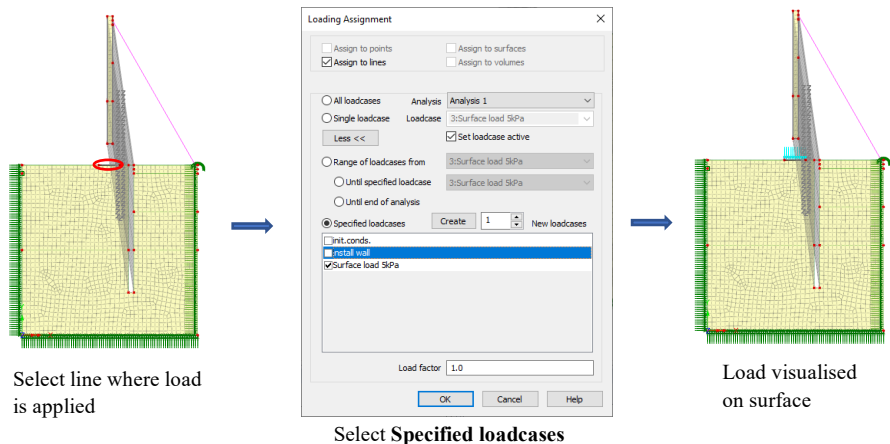 Loading Assignment
Assign to points
Assign to surfaces
Assign to lines
Assign to volumes
All loadcases
Analysis
Analysis 1
Single loadcase
Loadcase
3:Surface load 5kPa
Less <<
Set loadcase active
Range of loadcases from
3:Surface load 5kPa
Until specified loadcase
3:Surface load 5kPa
Until end of analysis
Specified loadcases
Create
1
New loadcases
init.conds.
install wall
Surface load 5kPa
Load factor
1.0
OK
Cancel
Help
Select line where load
is applied
Select Specified loadcases
Load visualised
on surface